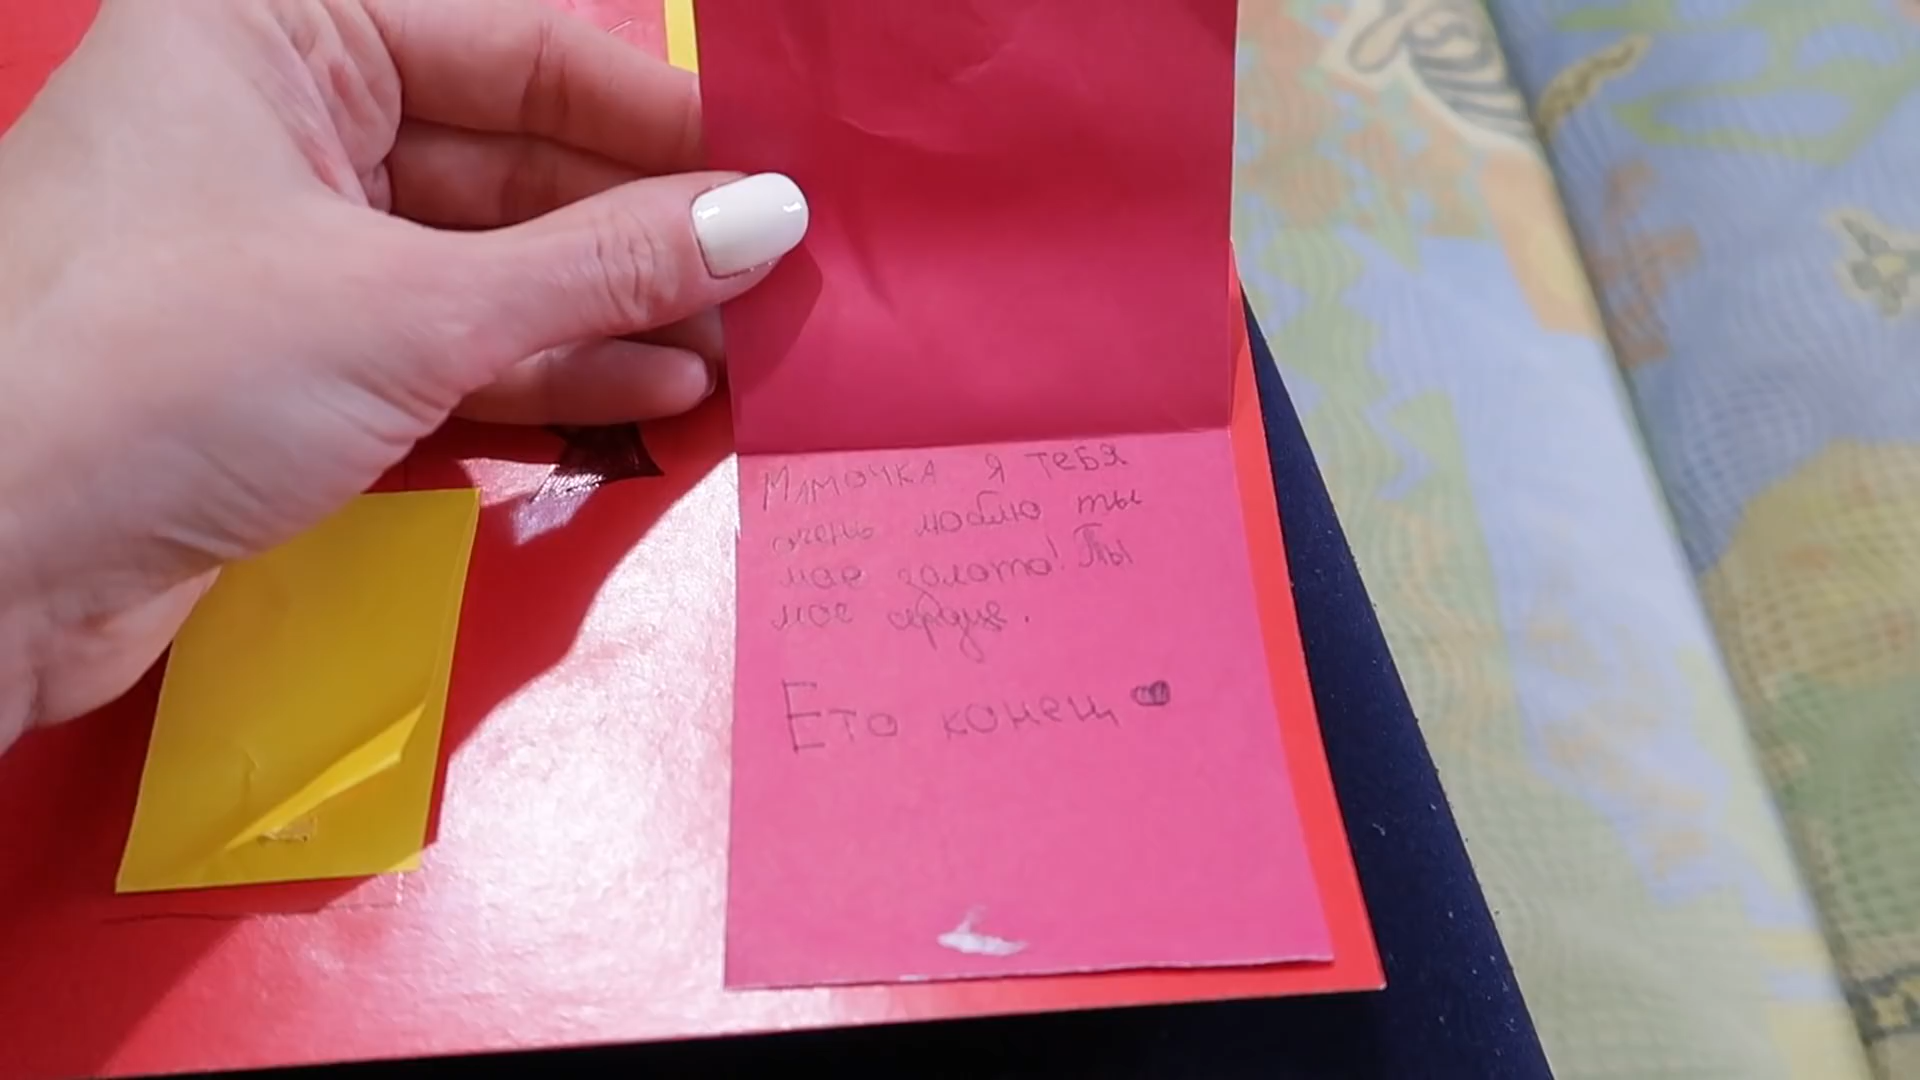 Мамочка я тебя
очень люблю ты
мое золото! Ты
мое сердце.
Ето конец